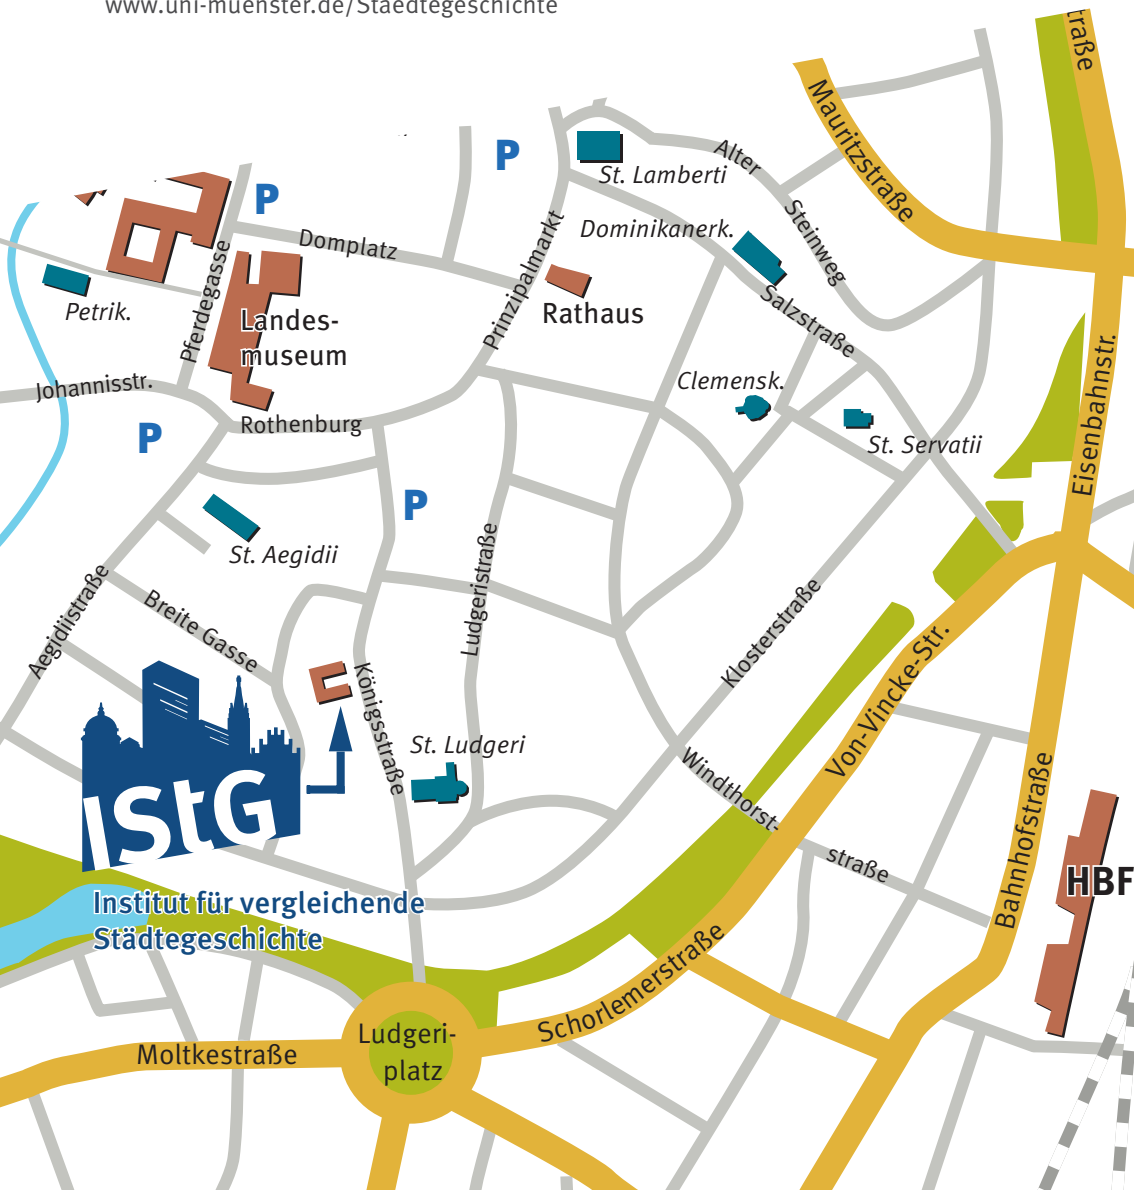 www.uni-muenster.de/Staedtegeschichte
traße
Mauritzstraße
P
St. Lamberti
Alter
Steinweg
P
Dominikanerk.
Domplatz
Prinzipalmarkt
Pferdegasse
Petrik.
Rathaus
Salzstraße
Landes-
museum
Eisenbahnstr.
Johannisstr.
Clemensk.
Rothenburg
P
St. Servatii
P
St. Aegidii
Ludgeristraße
Aegidiistraße
Breite Gasse
Klosterstraße
Königsstraße
Von-Vincke-Str.
St. Ludgeri
Windthorst-
straße
IStG
Bahnhofstraße
HBF
Institut für vergleichende
Städtegeschichte
Schorlemerstraße
Ludgeri-
platz
Moltkestraße